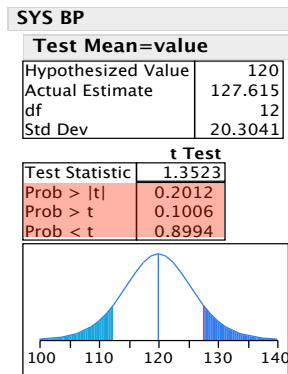 SYS BP
Test Mean=value
Hypothesized Value 120
Actual Estimate 127.615
df 12
Std Dev 20.3041
t Test
Test Statistic 1.3523
Prob > |t| 0.2012
Prob > t 0.1006
Prob < t 0.8994
100 110 120 130 140